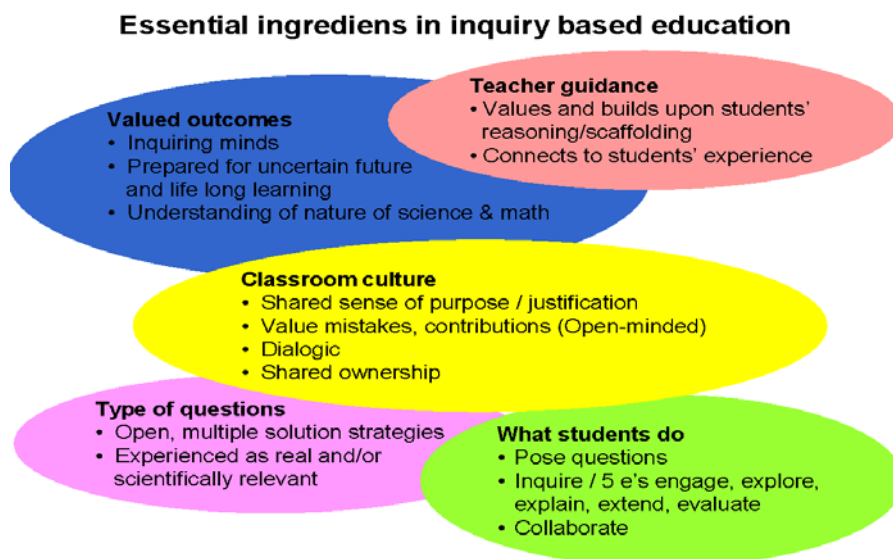 Essential ingrediens in inquiry based education
Teacher guidance
• Values and builds upon students'
reasoning/scaffolding
• Connects to students' experience
Valued outcomes
• Inquiring minds
• Prepared for uncertain future
and life long learning
• Understanding of nature of science & math
Classroom culture
• Shared sense of purpose / justification
• Value mistakes, contributions (Open-minded)
• Dialogic
• Shared ownership
Type of questions
• Open, multiple solution strategies
• Experienced as real and/or
scientifically relevant
What students do
• Pose questions
• Inquire / 5 e's engage, explore,
explain, extend, evaluate
• Collaborate